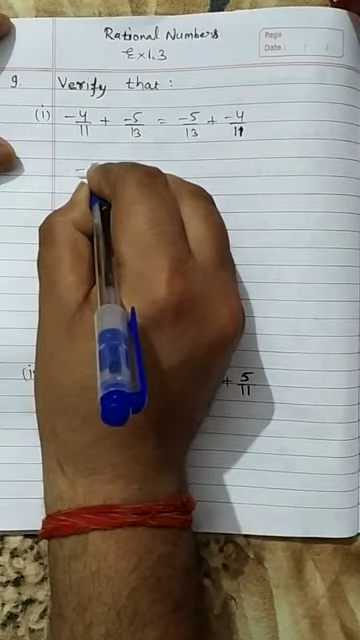 Rational Numbers
Ex 1.3
Page
Date : / /
9. Verify that :
(i) -4/11 + -5/13 = -5/13 + -4/11
+ 5/11